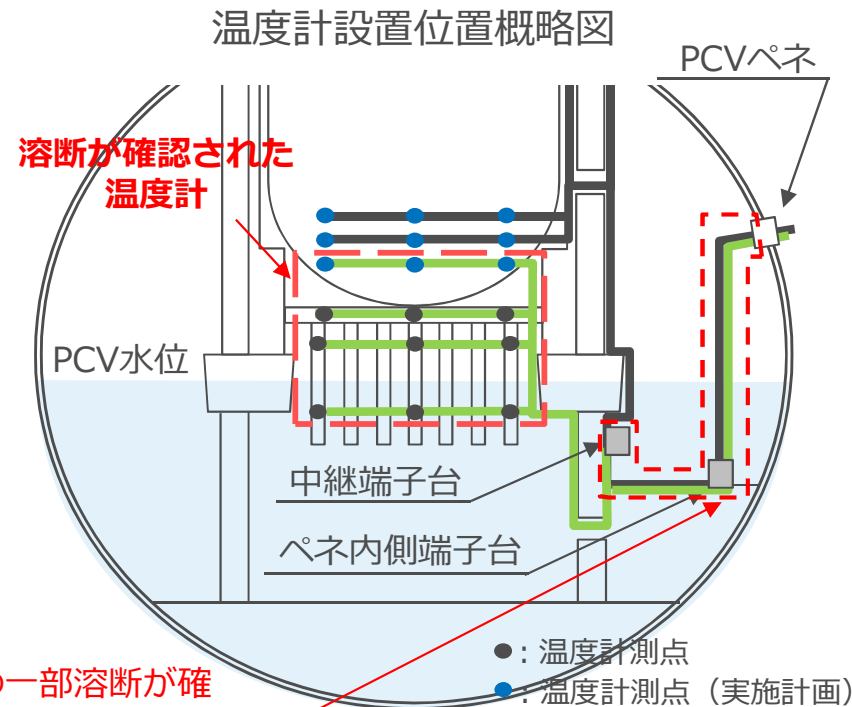 温度計設置位置概略図
PCVペネ
溶断が確認された
温度計
PCV水位
中継端子台
ペネ内側端子台
の一部溶断が確
●：温度計測点
●：温度計測点（実施計画）